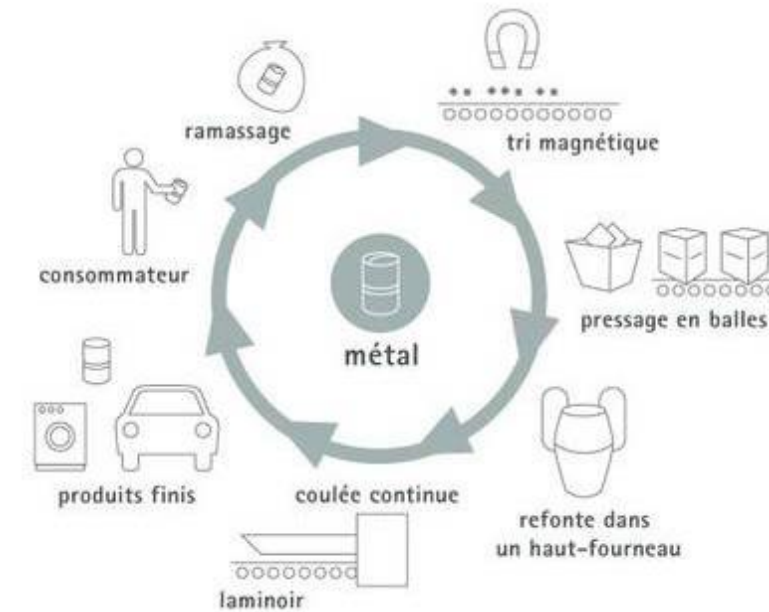 ramassage
tri magnétique
consommateur
pressage en balles
métal
produits finis
coulée continue
refonte dans
un haut-fourneau
laminoir